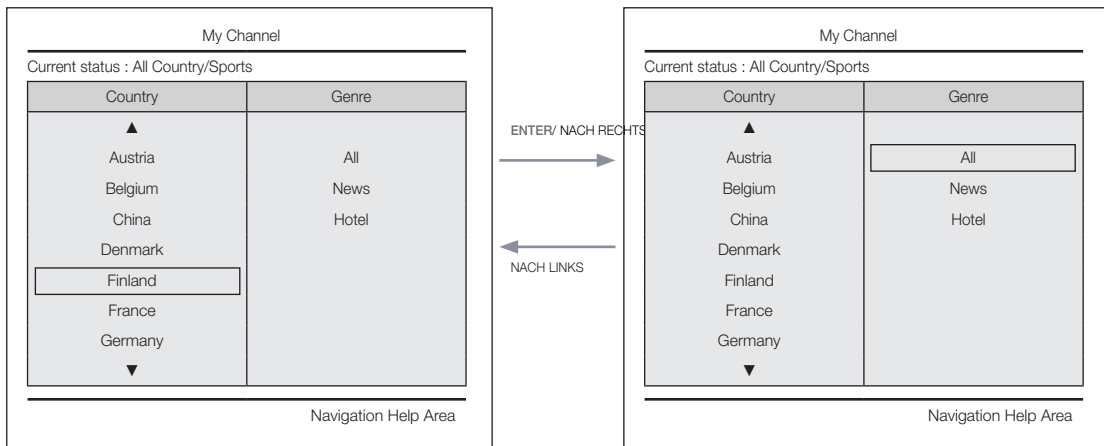 My Channel
Current status : All Country/Sports
Country Genre
▲
Austria All
Belgium News
China Hotel
Denmark
Finland
France
Germany
▼
Navigation Help Area
ENTER/ NACH RECHTS
NACH LINKS
My Channel
Current status : All Country/Sports
Country Genre
▲
Austria All
Belgium News
China Hotel
Denmark
Finland
France
Germany
▼
Navigation Help Area